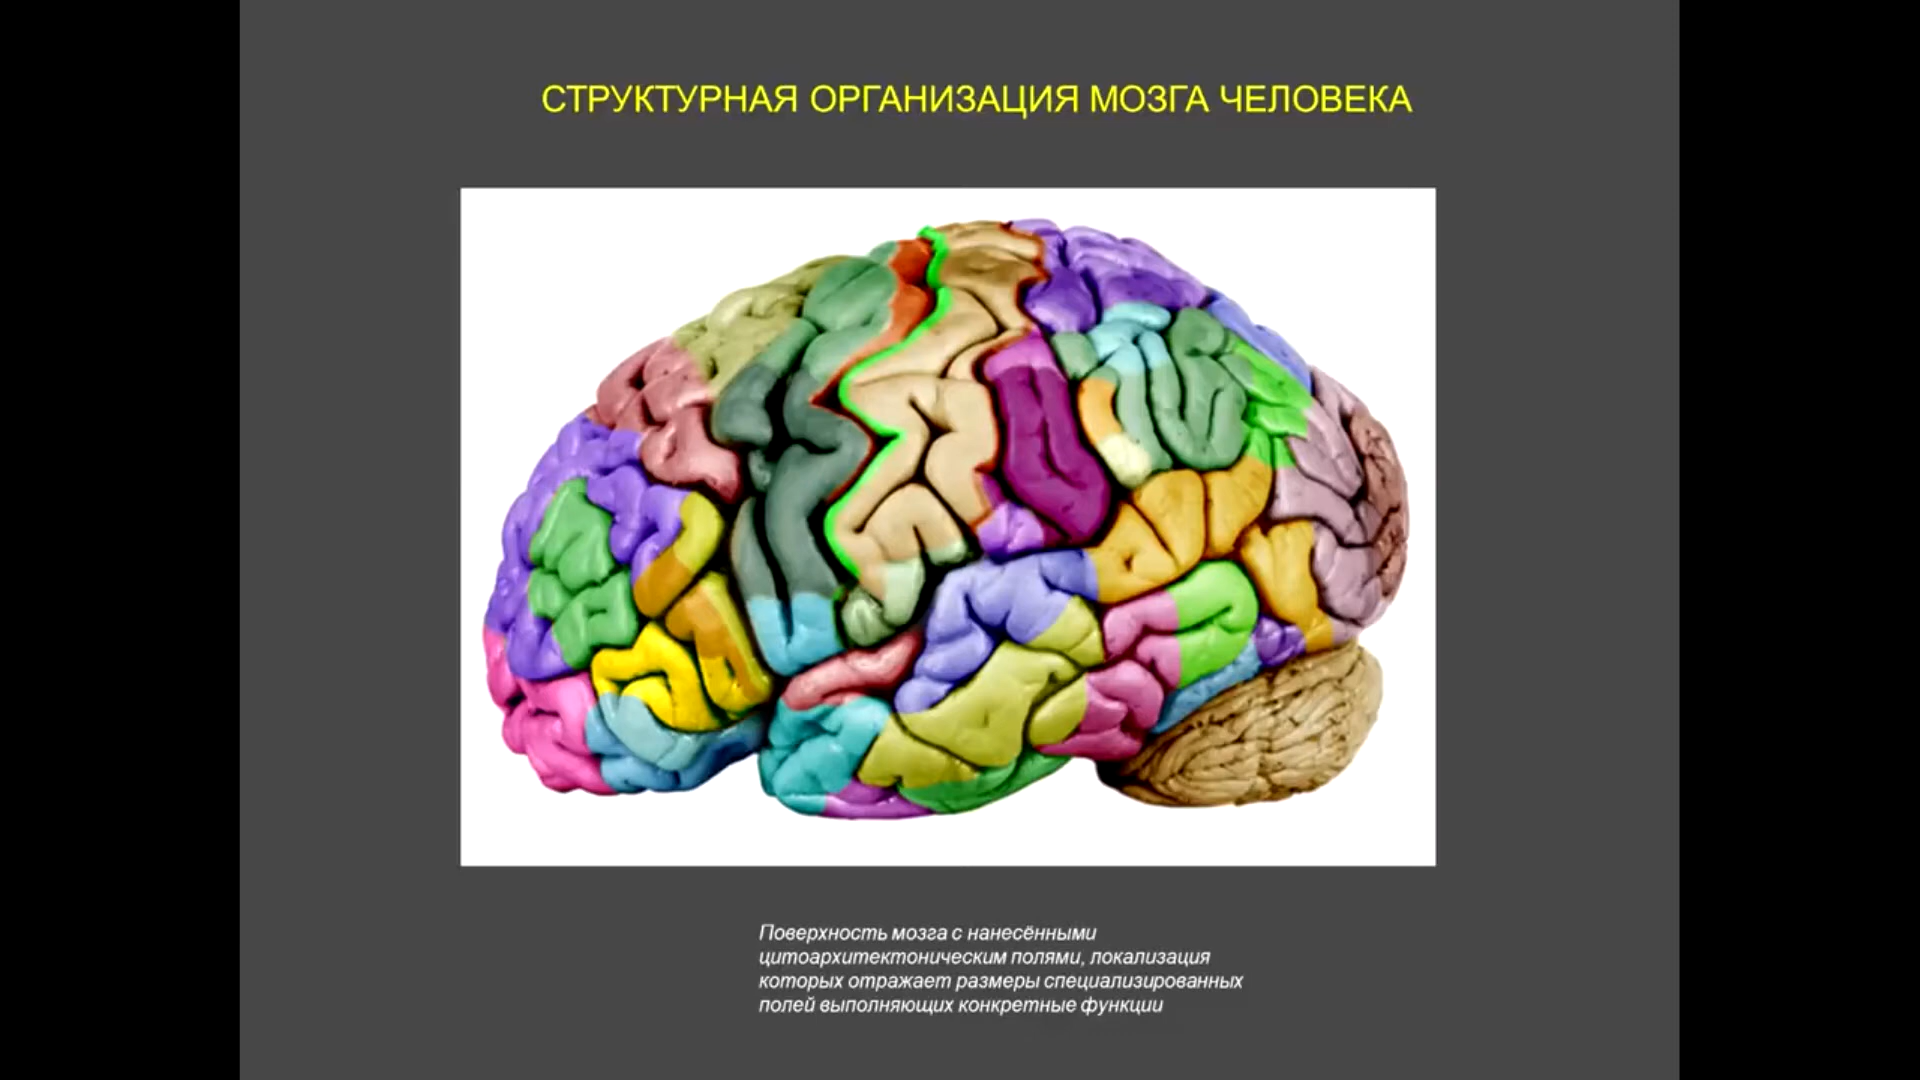 СТРУКТУРНАЯ ОРГАНИЗАЦИЯ МОЗГА ЧЕЛОВЕКА
Поверхность мозга с нанесёнными
цитоархитектоническим полями, локализация
которых отражает размеры специализированных
полей выполняющих конкретные функции